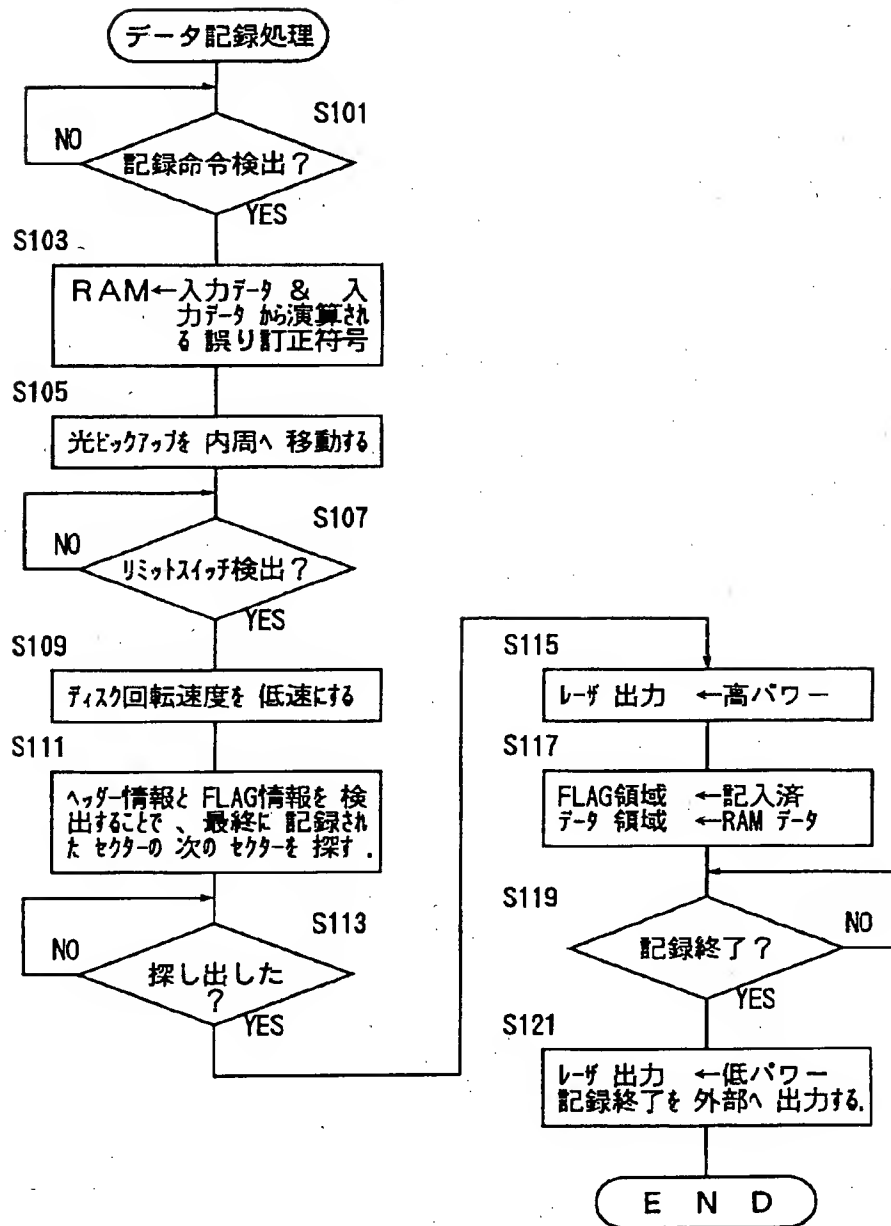 データ記録処理
S101
NO
記録命令検出?
YES
S103
RAM←入力データ & 入
力データから演算され
る 誤り訂正符号
S105
光ピックアップを 内周へ 移動する
S107
NO
リミットスイッチ検出?
YES
S109
ディスク回転速度を 低速にする
S111
ヘッダー情報と FLAG情報を 検
出することで、最終に 記録され
た セクターの 次の セクターを 探す.
S113
NO
探し出した
?
YES
S115
レーザ 出力 ←高パワー
S117
FLAG領域 ←記入済
データ 領域 ←RAM データ
S119
NO
記録終了?
YES
S121
レーザ 出力 ←低パワー
記録終了を 外部へ 出力する.
END